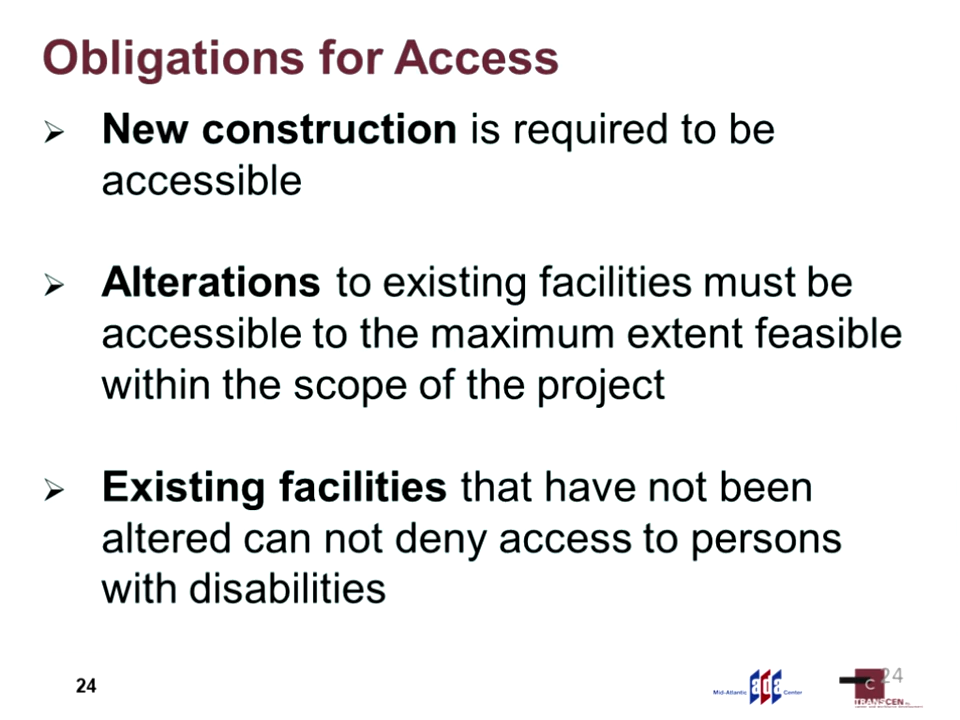 Obligations for Access
➢ New construction is required to be
accessible
➢ Alterations to existing facilities must be
accessible to the maximum extent feasible
within the scope of the project
➢ Existing facilities that have not been
altered can not deny access to persons
with disabilities
24
Mid-Atlantic ada Center
24
C
TRANSCEN